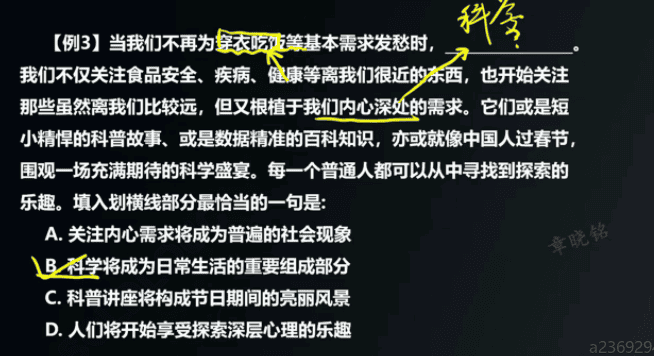 科学
【例3】当我们不再为穿衣吃饭等基本需求发愁时，＿＿＿＿＿＿＿＿。
我们不仅关注食品安全、疾病、健康等离我们很近的东西，也开始关注
那些虽然离我们比较远，但又根植于我们内心深处的需求。它们或是短
小精悍的科普故事、或是数据精准的百科知识，亦或就像中国人过春节，
围观一场充满期待的科学盛宴。每一个普通人都可以从中寻找到探索的
乐趣。填入划横线部分最恰当的一句是:
A. 关注内心需求将成为普遍的社会现象
章晓铭
B. 科学将成为日常生活的重要组成部分
C. 科普讲座将构成节日期间的亮丽风景
D. 人们将开始享受探索深层心理的乐趣
a236929